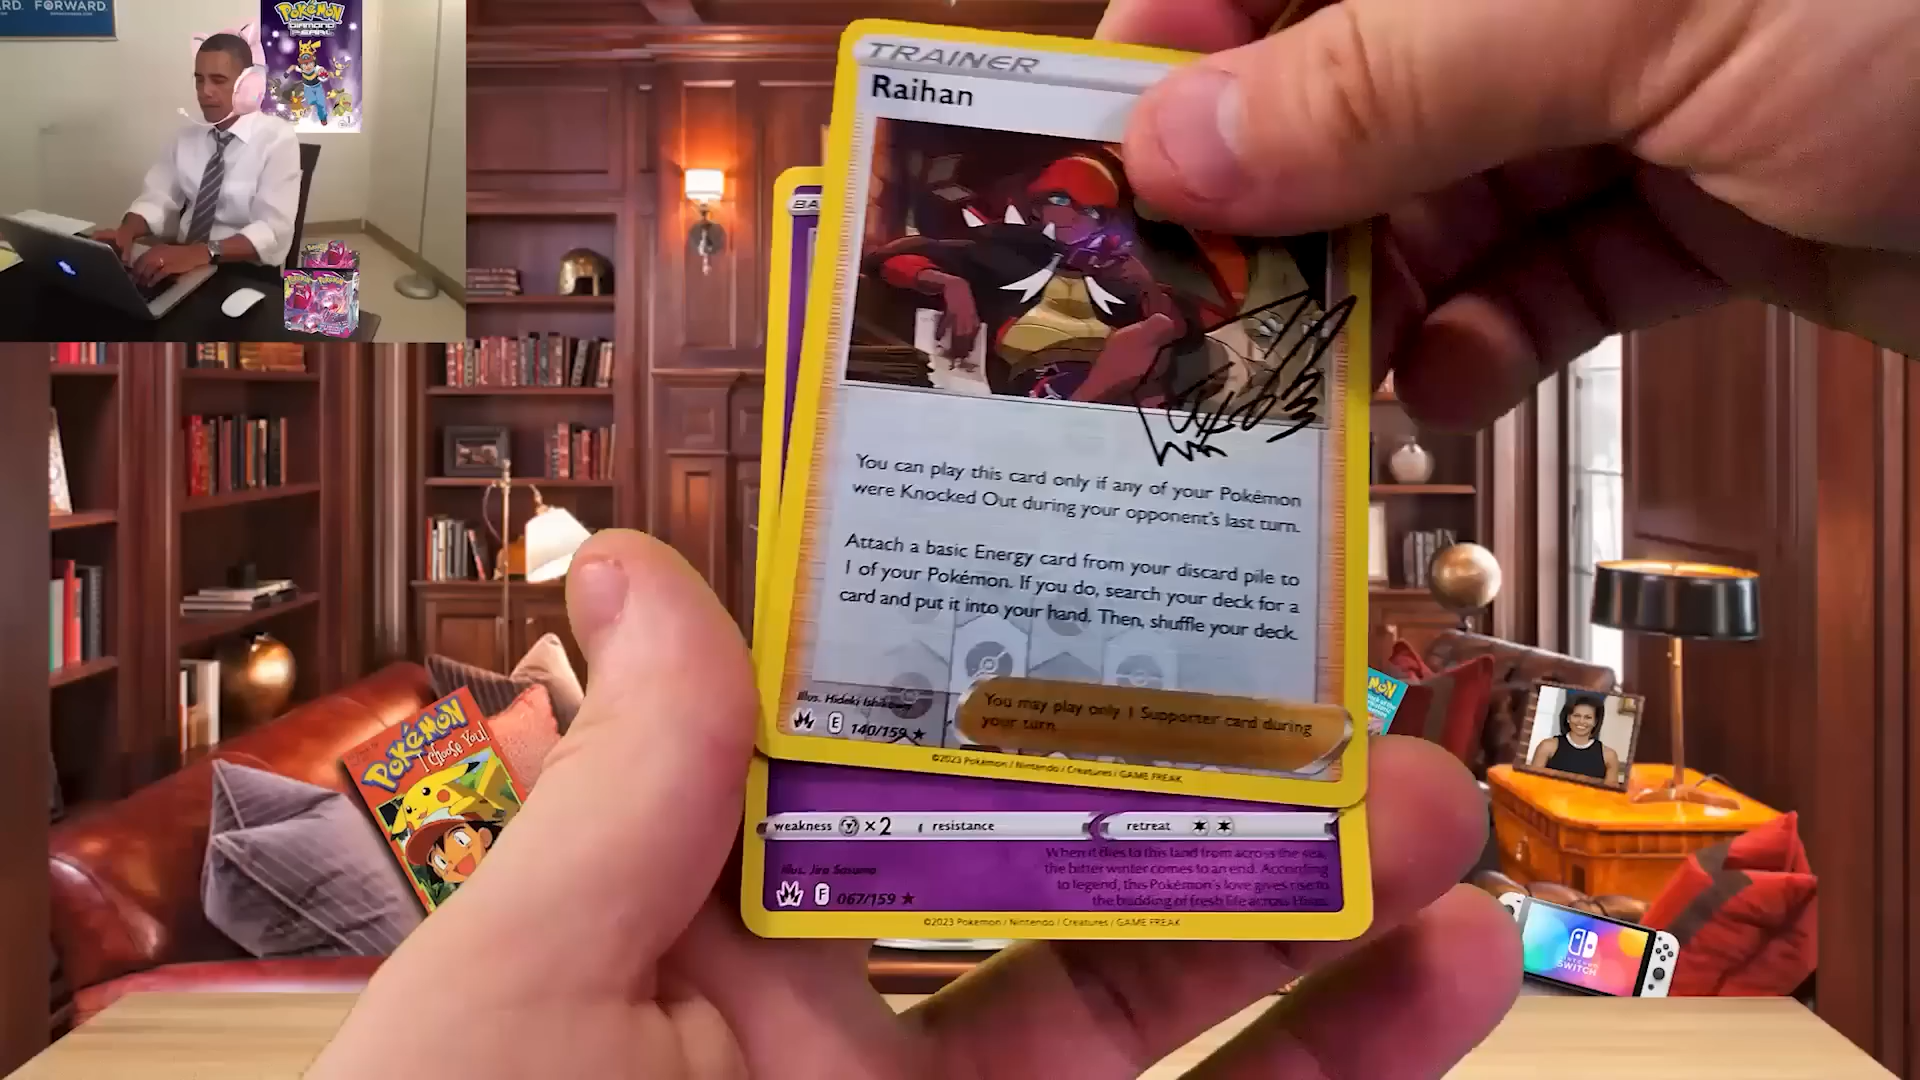 RD. FORWARD.
POKÉMON
DIAMOND
PEARL
TRAINER
Raihan
BA
You can play this card only if any of your Pokémon
were Knocked Out during your opponent's last turn.
Attach a basic Energy card from your discard pile to
1 of your Pokémon. If you do, search your deck for a
card and put it into your hand. Then, shuffle your deck.
Illus. Hideki Ishikawa
E 140/159
You may play only 1 Supporter card during
your turn.
©2023 Pokémon / Nintendo / Creatures / GAME FREAK
weakness ×2 resistance retreat
Illus. Jiro Sasumo
When it flies to this land from across the sea,
the bitter winter comes to an end. According
to legend, this Pokémon's love gives rise to
the budding of fresh life across Hisui.
F 067/159
©2023 Pokémon / Nintendo / Creatures / GAME FREAK
POKéMON
I Choose You!
MON
NINTENDO
SWITCH